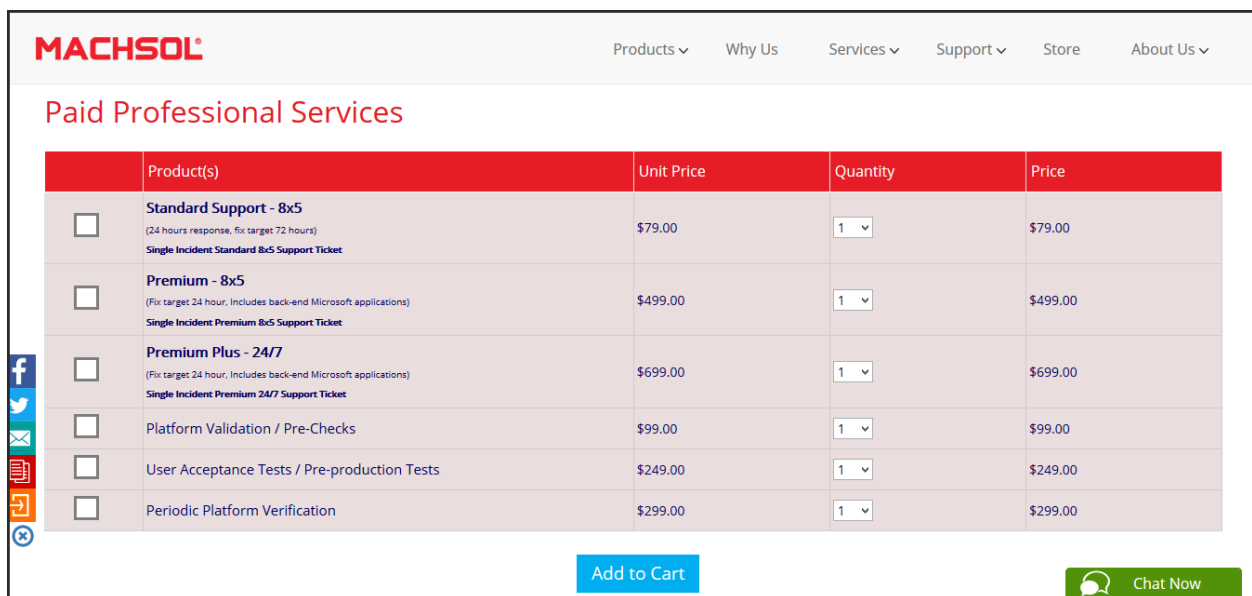 MACHSOL®
Products Why Us Services Support Store About Us
Paid Professional Services
Product(s) Unit Price Quantity Price
Standard Support - 8x5
(24 hours response, fix target 72 hours)
Single Incident Standard 8x5 Support Ticket
$79.00 1 $79.00
Premium - 8x5
(Fix target 24 hour, Includes back-end Microsoft applications)
Single Incident Premium 8x5 Support Ticket
$499.00 1 $499.00
Premium Plus - 24/7
(Fix target 24 hour, Includes back-end Microsoft applications)
Single Incident Premium 24/7 Support Ticket
$699.00 1 $699.00
Platform Validation / Pre-Checks $99.00 1 $99.00
User Acceptance Tests / Pre-production Tests $249.00 1 $249.00
Periodic Platform Verification $299.00 1 $299.00
Add to Cart
Chat Now